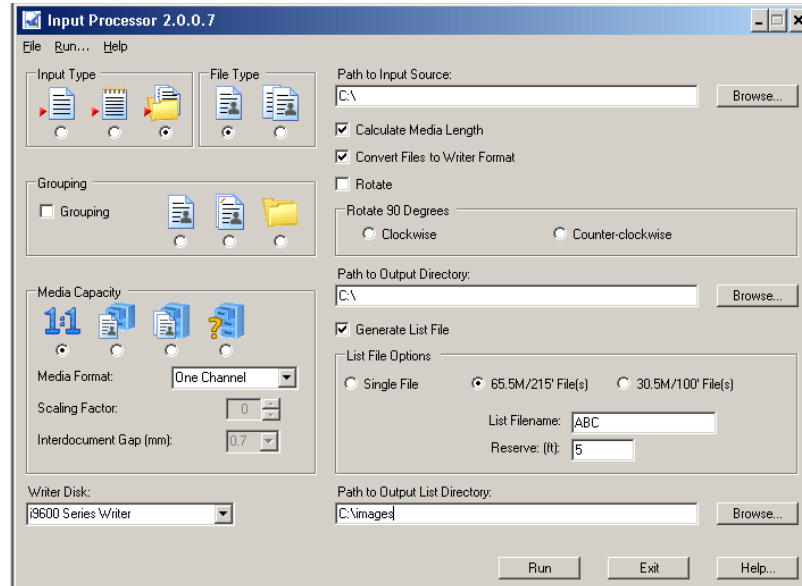 Input Processor 2.0.0.7
File Run... Help
Input Type
File Type
Path to Input Source:
C:\
Browse...
Calculate Media Length
Convert Files to Writer Format
Grouping
Grouping
Rotate
Rotate 90 Degrees
Clockwise
Counter-clockwise
Path to Output Directory:
C:\
Browse...
Media Capacity
1:1
Generate List File
List File Options
Single File
65.5M/215' File(s)
30.5M/100' File(s)
Media Format:
One Channel
Scaling Factor:
0
Interdocument Gap (mm):
0.7
List Filename:
ABC
Reserve: (ft):
5
Writer Disk:
i9600 Series Writer
Path to Output List Directory:
C:\images
Browse...
Run
Exit
Help...